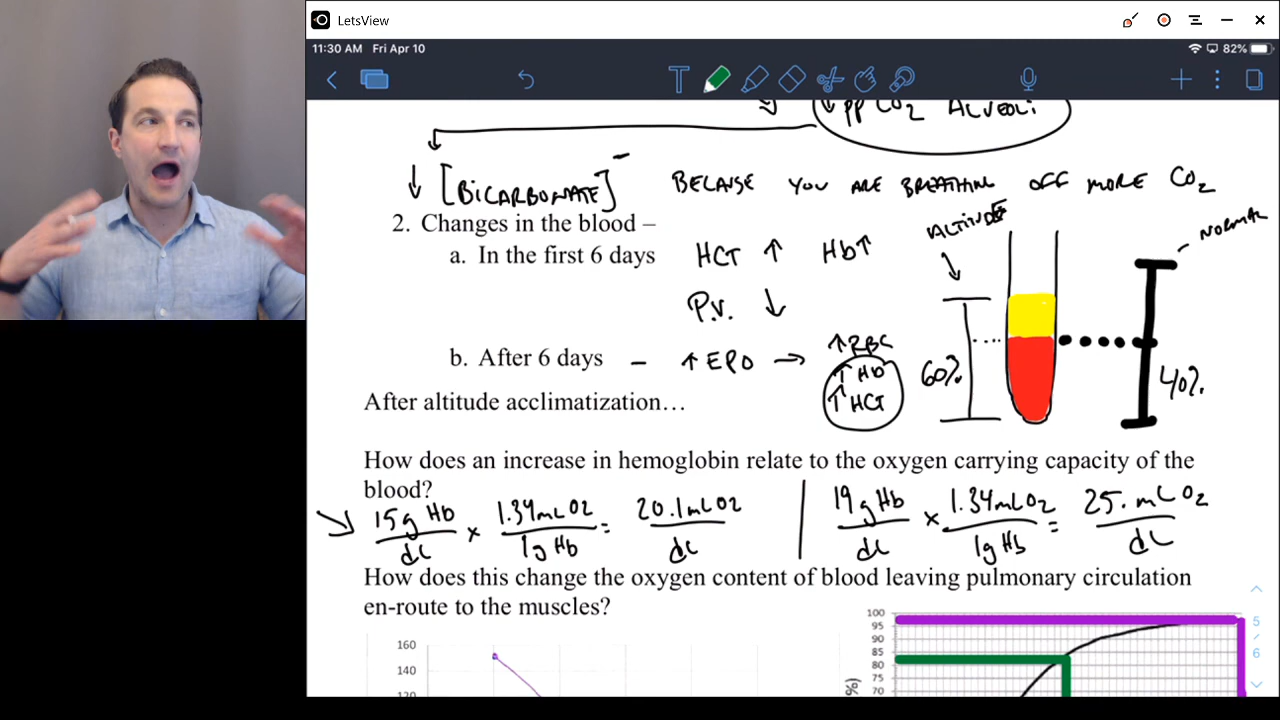 LetsView
11:30 AM Fri Apr 10
82%
↓ pp CO2 ALVEOLI
↓ [BICARBONATE]⁻ BECAUSE YOU ARE BREATHING OFF MORE CO2
2. Changes in the blood –
ALTITUDE
NORMAL
a. In the first 6 days HCT ↑ Hb↑
P.V. ↓
b. After 6 days – ↑ EPO → ↑RBC
↑ Hb
↑ HCT
60%
40%
After altitude acclimatization…
How does an increase in hemoglobin relate to the oxygen carrying capacity of the
blood?
15g Hb/dL × 1.34mL O2/1g Hb = 20.1mL O2/dL | 19g Hb/dL × 1.34mL O2/1g Hb = 25. mL O2/dL
How does this change the oxygen content of blood leaving pulmonary circulation
en-route to the muscles?
160
140
120
100
95
90
85
80
75
70
%)
5
6